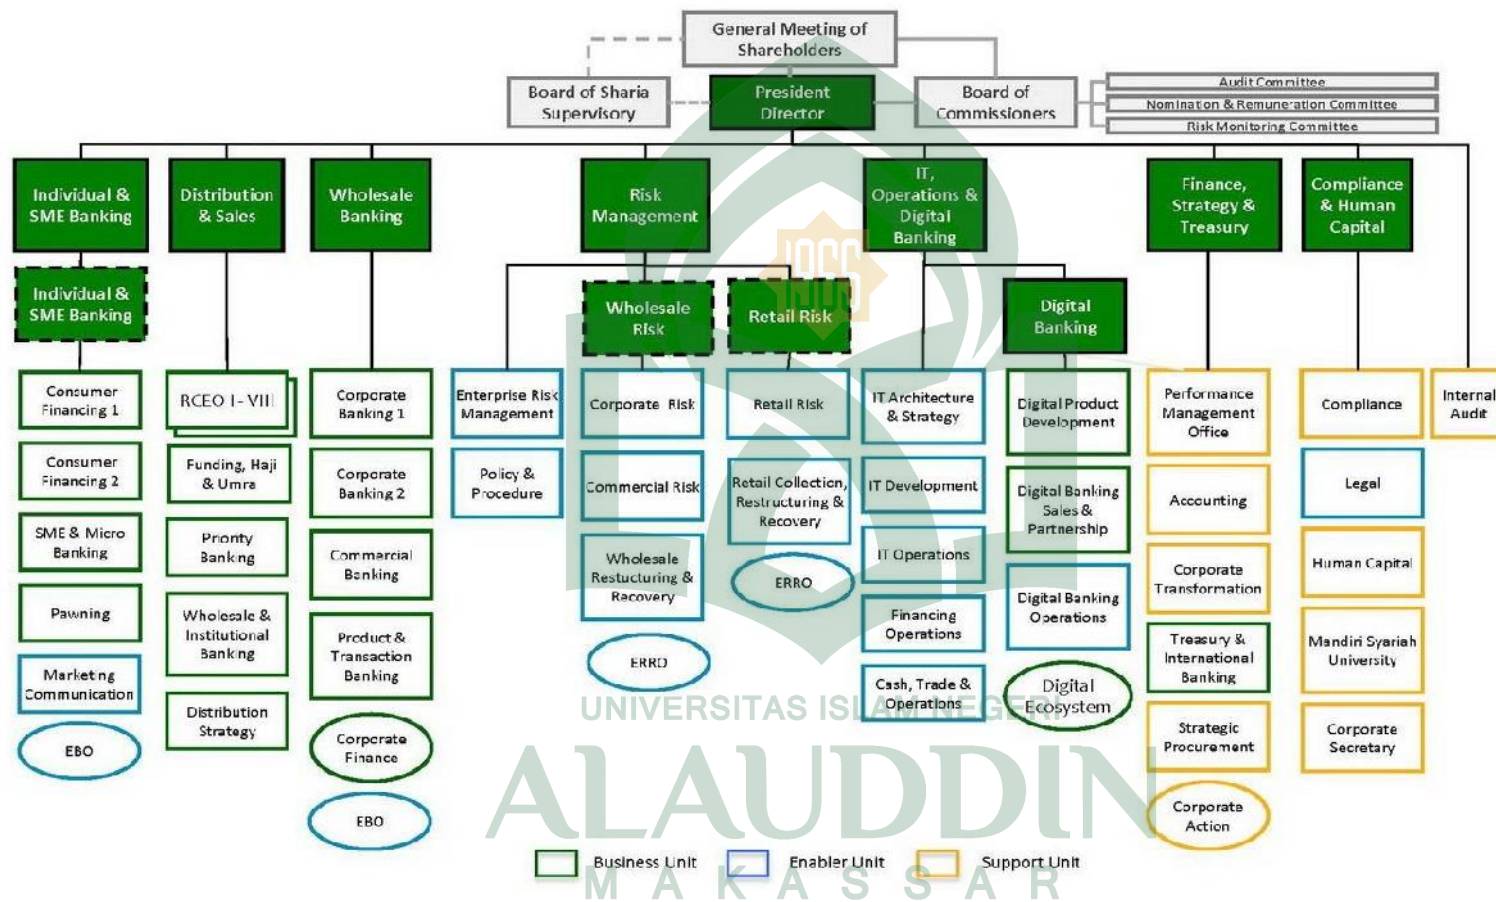 General Meeting of
Shareholders
Board of Sharia
Supervisory
President
Director
Board of
Commissioners
Audit Committee
Nomination & Remuneration Committee
Risk Monitoring Committee
Individual &
SME Banking
Distribution
& Sales
Wholesale
Banking
Risk
Management
IT,
Operations &
Digital
Banking
Finance,
Strategy &
Treasury
Compliance
& Human
Capital
Individual &
SME Banking
Wholesale
Risk
Retail Risk
Digital
Banking
1965
Consumer
Financing 1
Consumer
Financing 2
SME & Micro
Banking
Pawning
Marketing
Communication
EBO
RCEO I - VIII
Funding, Haji
& Umra
Priority
Banking
Wholesale &
Institutional
Banking
Distribution
Strategy
Corporate
Banking 1
Corporate
Banking 2
Commercial
Banking
Product &
Transaction
Banking
Corporate
Finance
EBO
Enterprise Risk
Management
Policy &
Procedure
Corporate Risk
Commercial Risk
Wholesale
Restucturing &
Recovery
ERRO
Retail Risk
Retail Collection,
Restructuring &
Recovery
ERRO
IT Architecture
& Strategy
IT Development
IT Operations
Financing
Operations
Cash, Trade &
Operations
Digital Product
Development
Digital Banking
Sales &
Partnership
Digital Banking
Operations
Digital
Ecosystem
Performance
Management
Office
Accounting
Corporate
Transformation
Treasury &
International
Banking
Strategic
Procurement
Corporate
Action
Compliance
Legal
Human Capital
Mandiri Syariah
University
Corporate
Secretary
Internal
Audit
UNIVERSITAS ISLAM NEGERI
ALAUDDIN
MAKASSAR
Business Unit
Enabler Unit
Support Unit